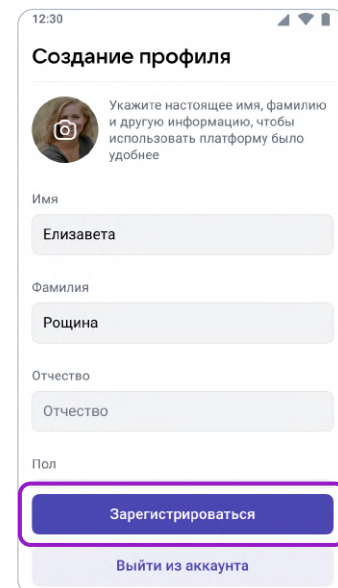 12:30
Создание профиля
Укажите настоящее имя, фамилию
и другую информацию, чтобы
использовать платформу было
удобнее
Имя
Елизавета
Фамилия
Рощина
Отчество
Отчество
Пол
Зарегистрироваться
Выйти из аккаунта